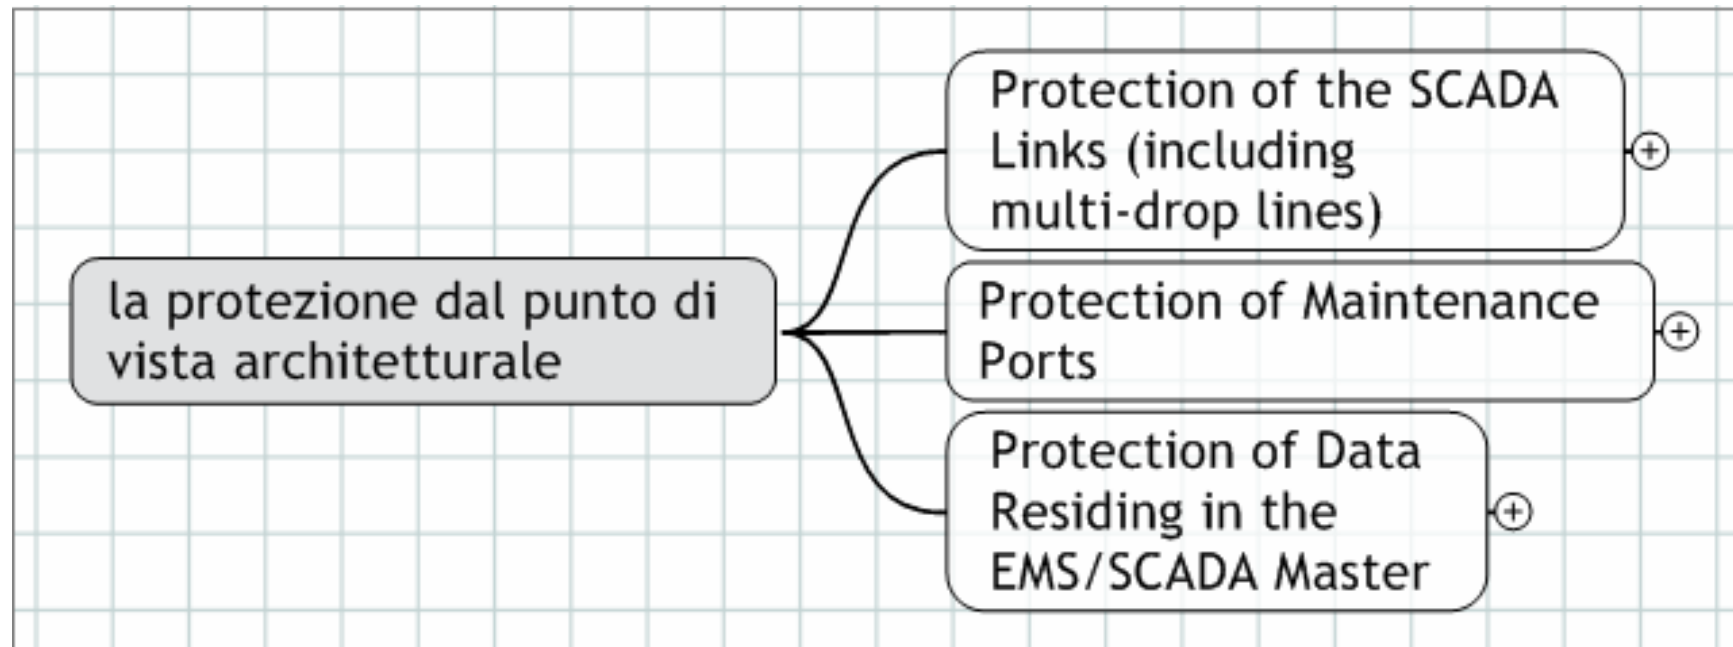 la protezione dal punto di
vista architetturale
Protection of the SCADA
Links (including
multi-drop lines)
Protection of Maintenance
Ports
Protection of Data
Residing in the
EMS/SCADA Master